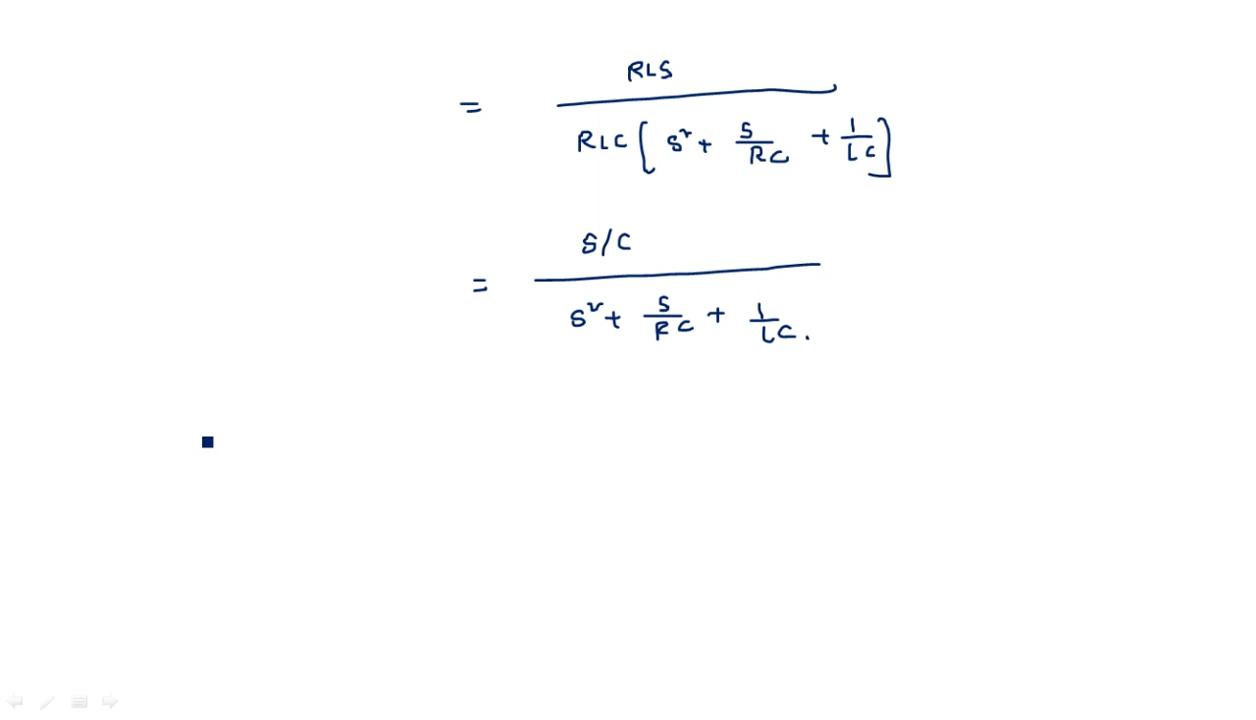 = RLS / RLC [ s² + s/RC + 1/LC ]
= s/C / s² + s/RC + 1/LC .